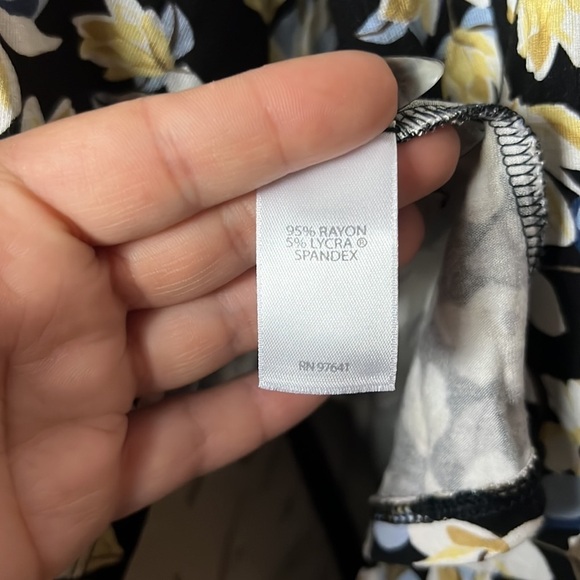 95% RAYON
5% LYCRA ®
SPANDEX
RN 97641